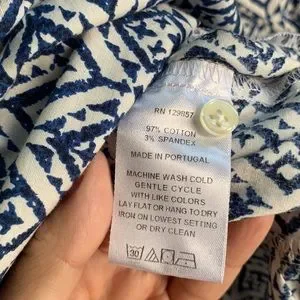 RN 129857
97% COTTON
3% SPANDEX
MADE IN PORTUGAL
MACHINE WASH COLD
GENTLE CYCLE
WITH LIKE COLORS
LAY FLAT OR HANG TO DRY
IRON ON LOWEST SETTING
OR DRY CLEAN
30